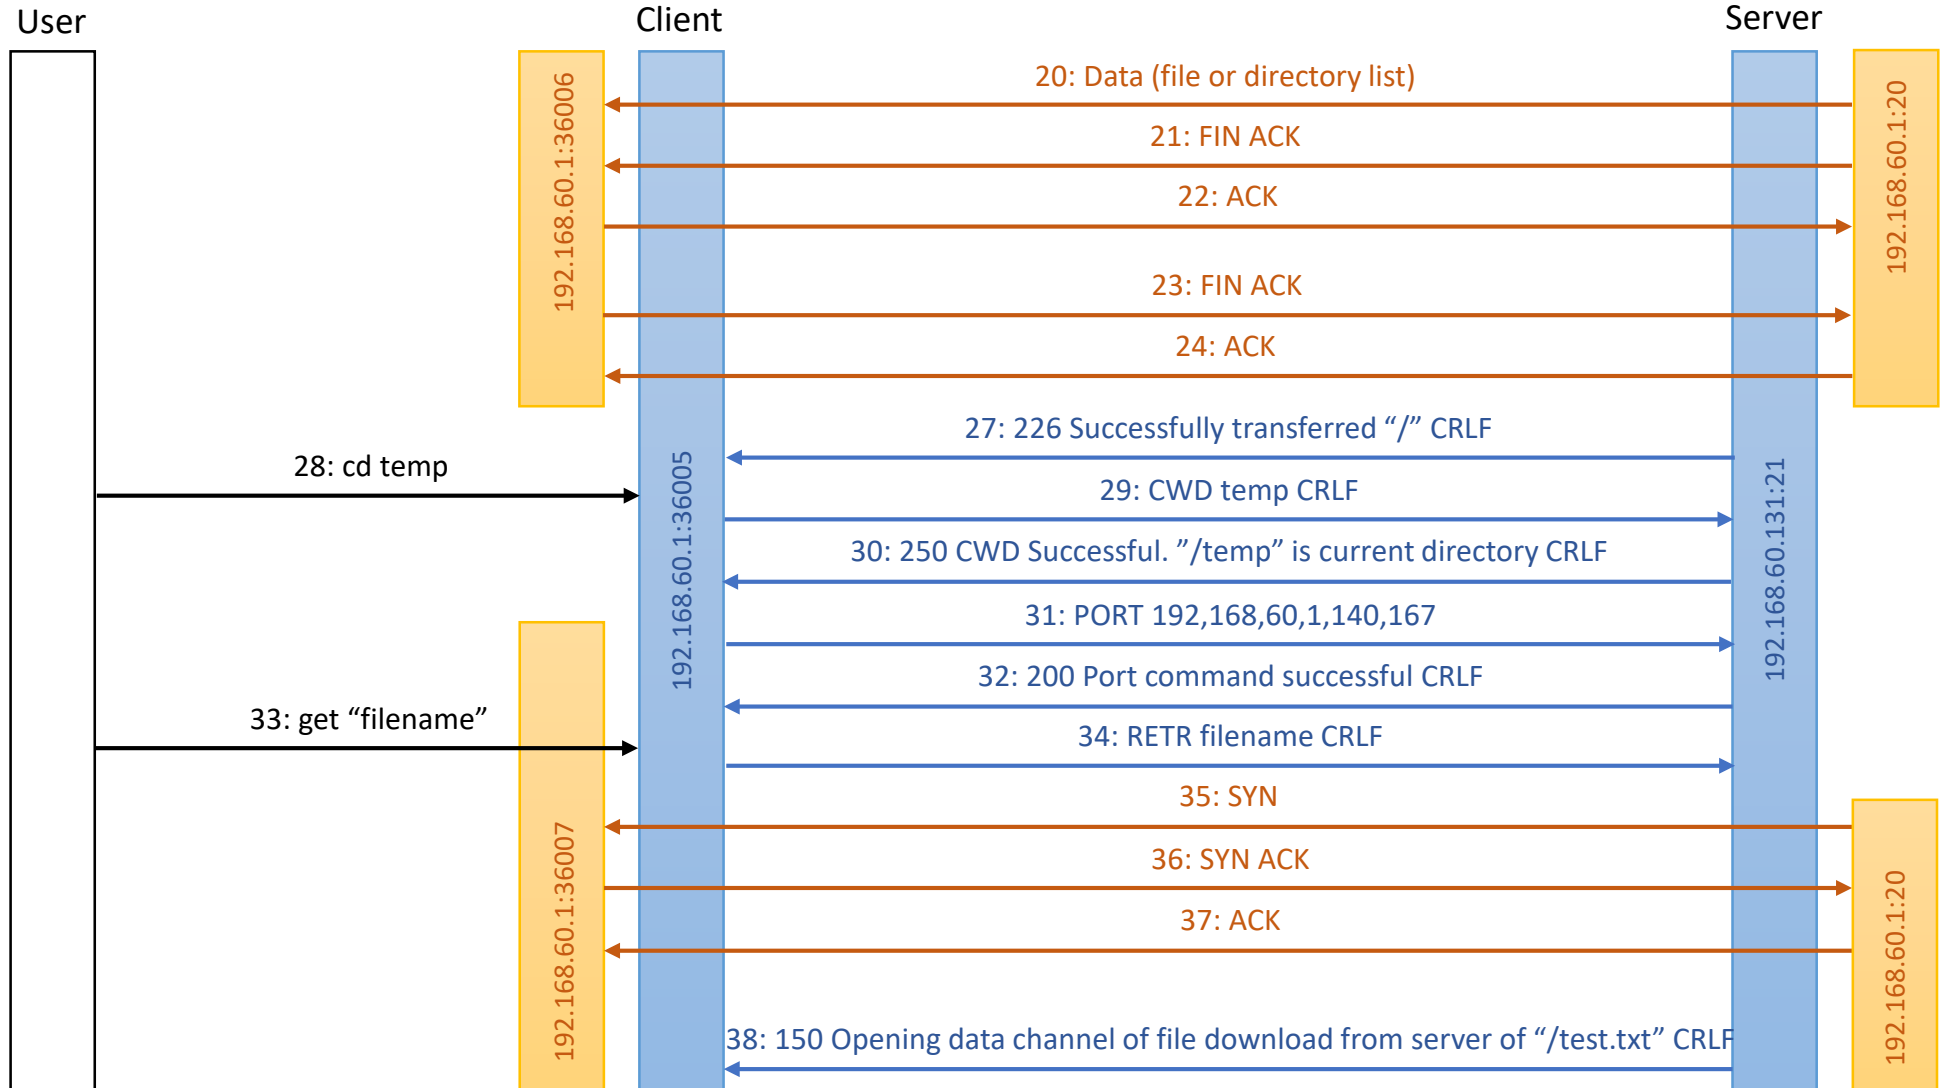 User
Client
Server
192.168.60.1:36006
20: Data (file or directory list)
192.168.60.1:20
21: FIN ACK
22: ACK
23: FIN ACK
24: ACK
27: 226 Successfully transferred “/” CRLF
28: cd temp
192.168.60.1:36005
29: CWD temp CRLF
192.168.60.131:21
30: 250 CWD Successful. ”/temp” is current directory CRLF
31: PORT 192,168,60,1,140,167
32: 200 Port command successful CRLF
33: get “filename”
34: RETR filename CRLF
35: SYN
192.168.60.1:36007
36: SYN ACK
192.168.60.1:20
37: ACK
38: 150 Opening data channel of file download from server of “/test.txt” CRLF